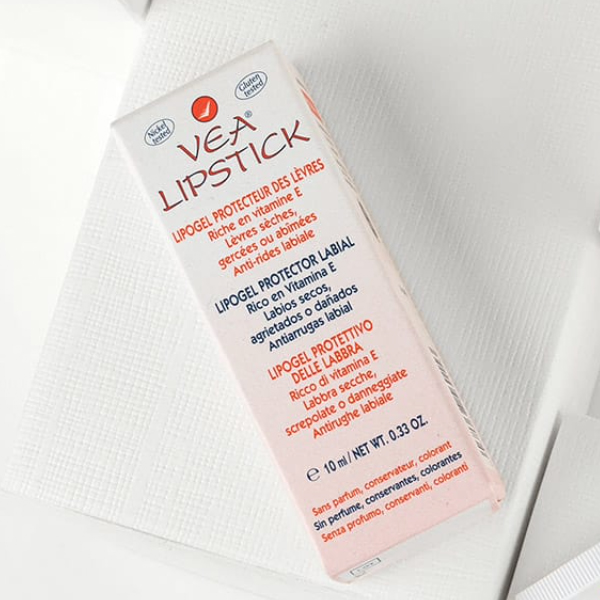 Nickel
tested
Gluten
tested
VEA®
LIPSTICK
LIPOGEL PROTECTEUR DES LÈVRES
Riche en vitamine E
Lèvres sèches,
gercées ou abîmées
Anti-rides labiale
LIPOGEL PROTECTOR LABIAL
Rico en Vitamina E
Labios secos,
agrietados o dañados
Antiarrugas labial
LIPOGEL PROTETTIVO
DELLE LABBRA
Ricco di vitamina E
Labbra secche,
screpolate o danneggiate
Antirughe labiale
℮ 10 ml / NET WT. 0.33 OZ.
Sans parfum, conservateur, colorant
Sin perfume, conservantes, colorantes
Senza profumo, conservanti, coloranti